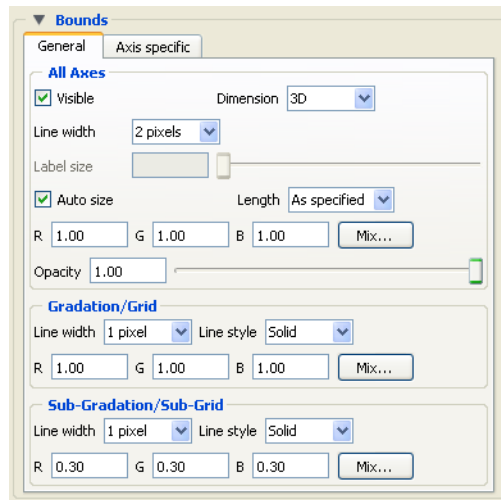 Bounds
General Axis specific
All Axes
Visible Dimension 3D
Line width 2 pixels
Label size
Auto size Length As specified
R 1.00 G 1.00 B 1.00 Mix...
Opacity 1.00
Gradation/Grid
Line width 1 pixel Line style Solid
R 1.00 G 1.00 B 1.00 Mix...
Sub-Gradation/Sub-Grid
Line width 1 pixel Line style Solid
R 0.30 G 0.30 B 0.30 Mix...